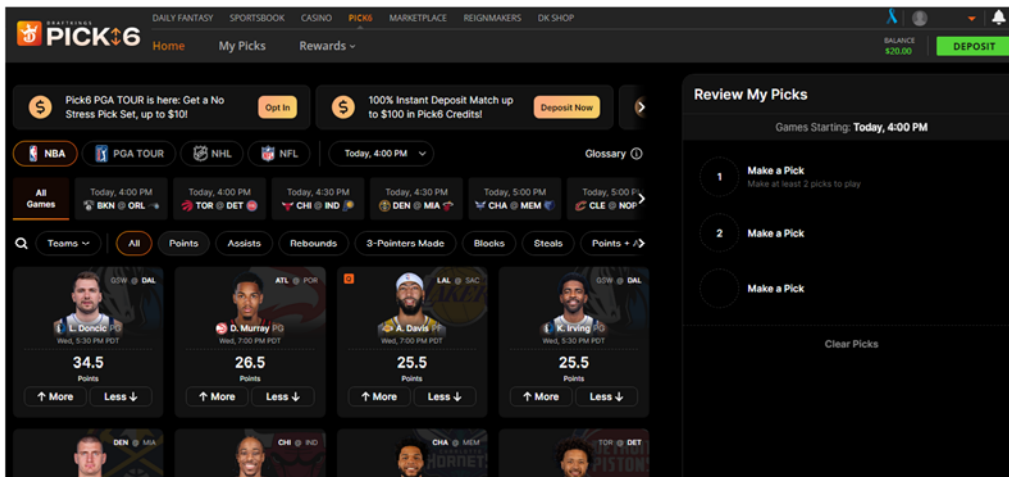 DAILY FANTASY SPORTSBOOK CASINO PICK6 MARKETPLACE REIGNMAKERS DK SHOP
DRAFTKINGS
PICK6
Home My Picks Rewards
BALANCE
$20.00
DEPOSIT
Pick6 PGA TOUR is here: Get a No
Stress Pick Set, up to $10!
Opt In
100% Instant Deposit Match up
to $100 in Pick6 Credits!
Deposit Now
NBA PGA TOUR NHL NFL Today, 4:00 PM Glossary
All
Games
Today, 4:00 PM
BKN @ ORL
Today, 4:00 PM
TOR @ DET
Today, 4:30 PM
CHI @ IND
Today, 4:30 PM
DEN @ MIA
Today, 5:00 PM
CHA @ MEM
Today, 5:00 P
CLE @ NOP
Teams All Points Assists Rebounds 3-Pointers Made Blocks Steals Points + A
GSW @ DAL
L. Doncic PG
Wed, 5:30 PM PDT
34.5
Points
More Less
ATL @ POR
D. Murray PG
Wed, 7:00 PM PDT
26.5
Points
More Less
LAL @ SAC
A. Davis PF
Wed, 7:00 PM PDT
25.5
Points
More Less
GSW @ DAL
K. Irving PG
Wed, 5:30 PM PDT
25.5
Points
More Less
DEN @ MIA
CHI @ IND
CHA @ MEM
HORNETS
TOR @ DET
PISTONS
Review My Picks
Games Starting: Today, 4:00 PM
1
Make a Pick
Make at least 2 picks to play
2
Make a Pick
Make a Pick
Clear Picks